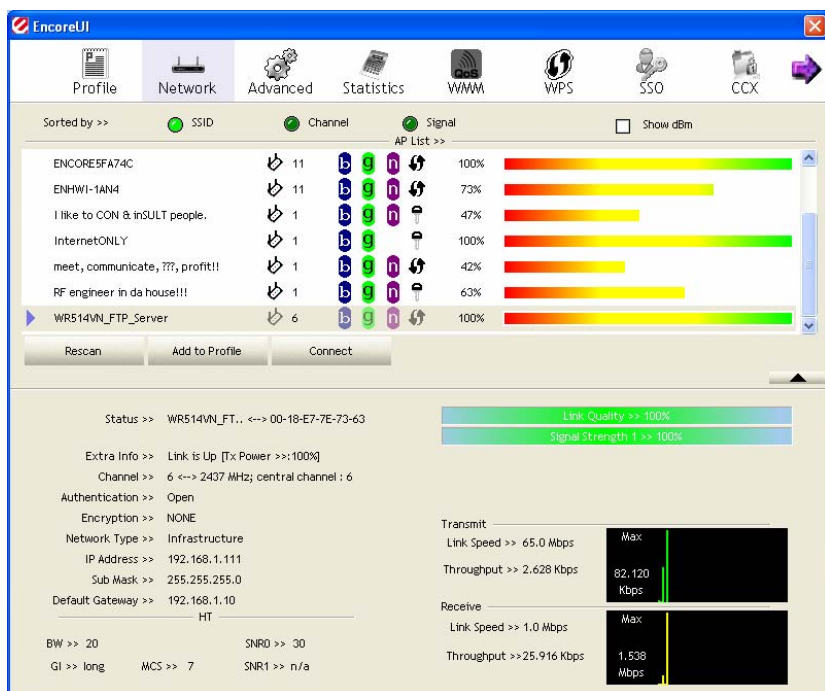 EncoreUI
Profile Network Advanced Statistics WMM WPS SSO CCX
P
QoS
Sorted by >> SSID Channel Signal Show dBm
AP List >>
ENCORE5FA74C 11 b g n 100%
ENHWI-1AN4 11 b g n 73%
I like to CON & inSULT people. 1 b g n 47%
InternetONLY 1 b g 100%
meet, communicate, ???, profit!! 1 b g n 42%
RF engineer in da house!!! 1 b g n 63%
WR514VN_FTP_Server 6 b g n 100%
Rescan Add to Profile Connect
Status >> WR514VN_FT.. <--> 00-18-E7-7E-73-63
Extra Info >> Link is Up [Tx Power >>:100%]
Channel >> 6 <--> 2437 MHz; central channel : 6
Authentication >> Open
Encryption >> NONE
Network Type >> Infrastructure
IP Address >> 192.168.1.111
Sub Mask >> 255.255.255.0
Default Gateway >> 192.168.1.10
HT
BW >> 20 SNR0 >> 30
GI >> long MCS >> 7 SNR1 >> n/a
Link Quality >> 100%
Signal Strength 1 >> 100%
Transmit
Link Speed >> 65.0 Mbps
Throughput >> 2.628 Kbps
Max
82.120
Kbps
Receive
Link Speed >> 1.0 Mbps
Throughput >>25.916 Kbps
Max
1.538
Mbps